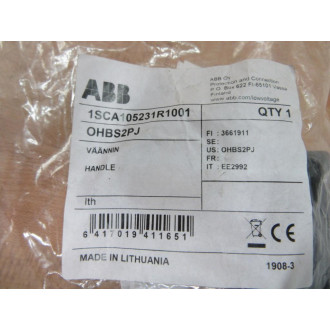 ABB
ABB Oy
Protection and Connection
P.O. Box 622 FI-65101 Vaasa
Finland
www.abb.com/lowvoltage
1SCA105231R1001
QTY 1
OHBS2PJ
VÄÄNNIN
HANDLE
FI : 3661911
SE:
US: OHBS2PJ
FR:
IT : EE2992
Ith
6 417019 411651
MADE IN LITHUANIA
1908-3